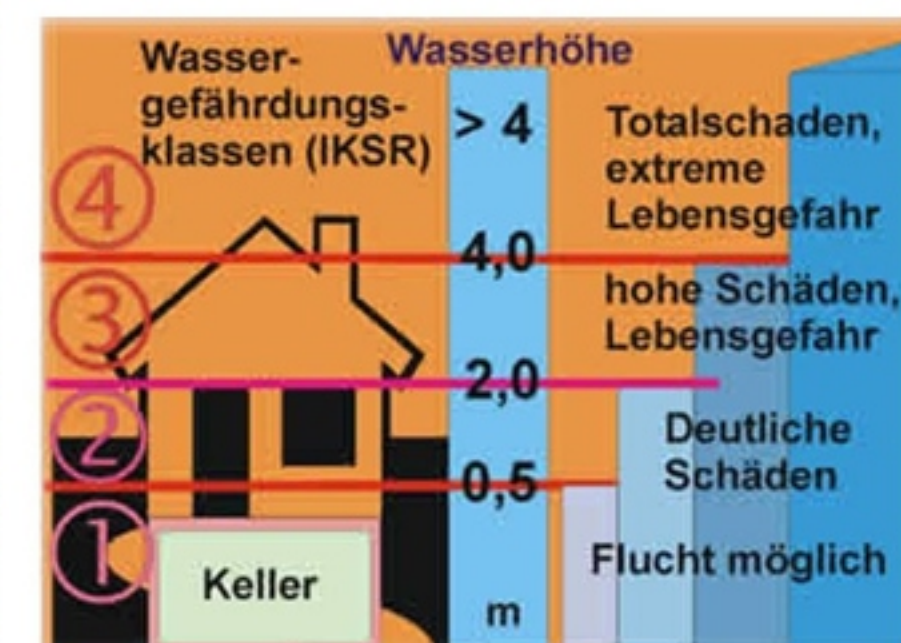 Wasser-
gefährdungs-
klassen (IKSR)
Wasserhöhe
> 4
Totalschaden,
extreme
Lebensgefahr
4
4,0
3
hohe Schäden,
Lebensgefahr
2,0
2
Deutliche
Schäden
0,5
1
Flucht möglich
Keller
m